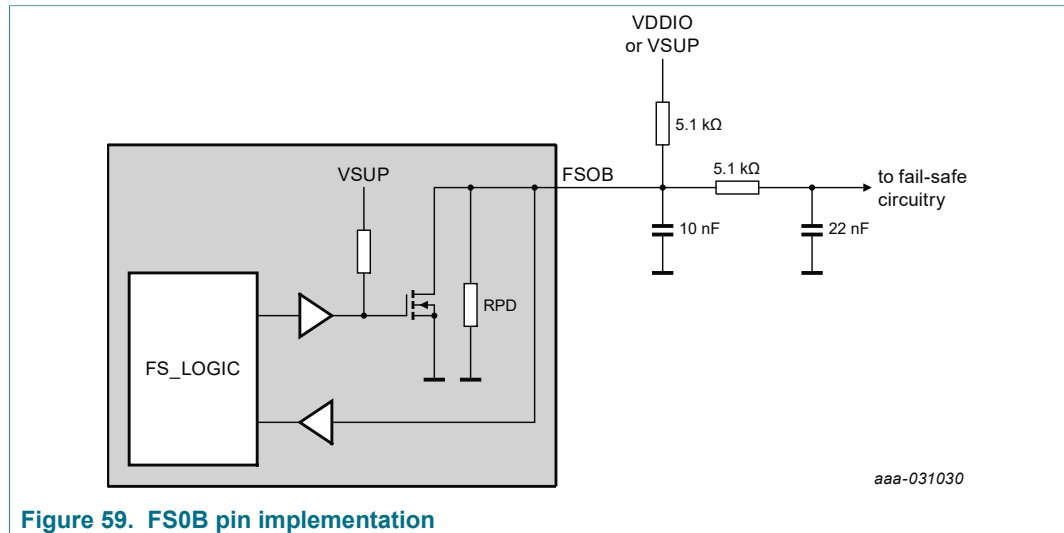 VDDIO
or VSUP
5.1 kΩ
5.1 kΩ
VSUP
FSOB
to fail-safe
circuitry
10 nF
22 nF
RPD
FS_LOGIC
aaa-031030
Figure 59. FS0B pin implementation